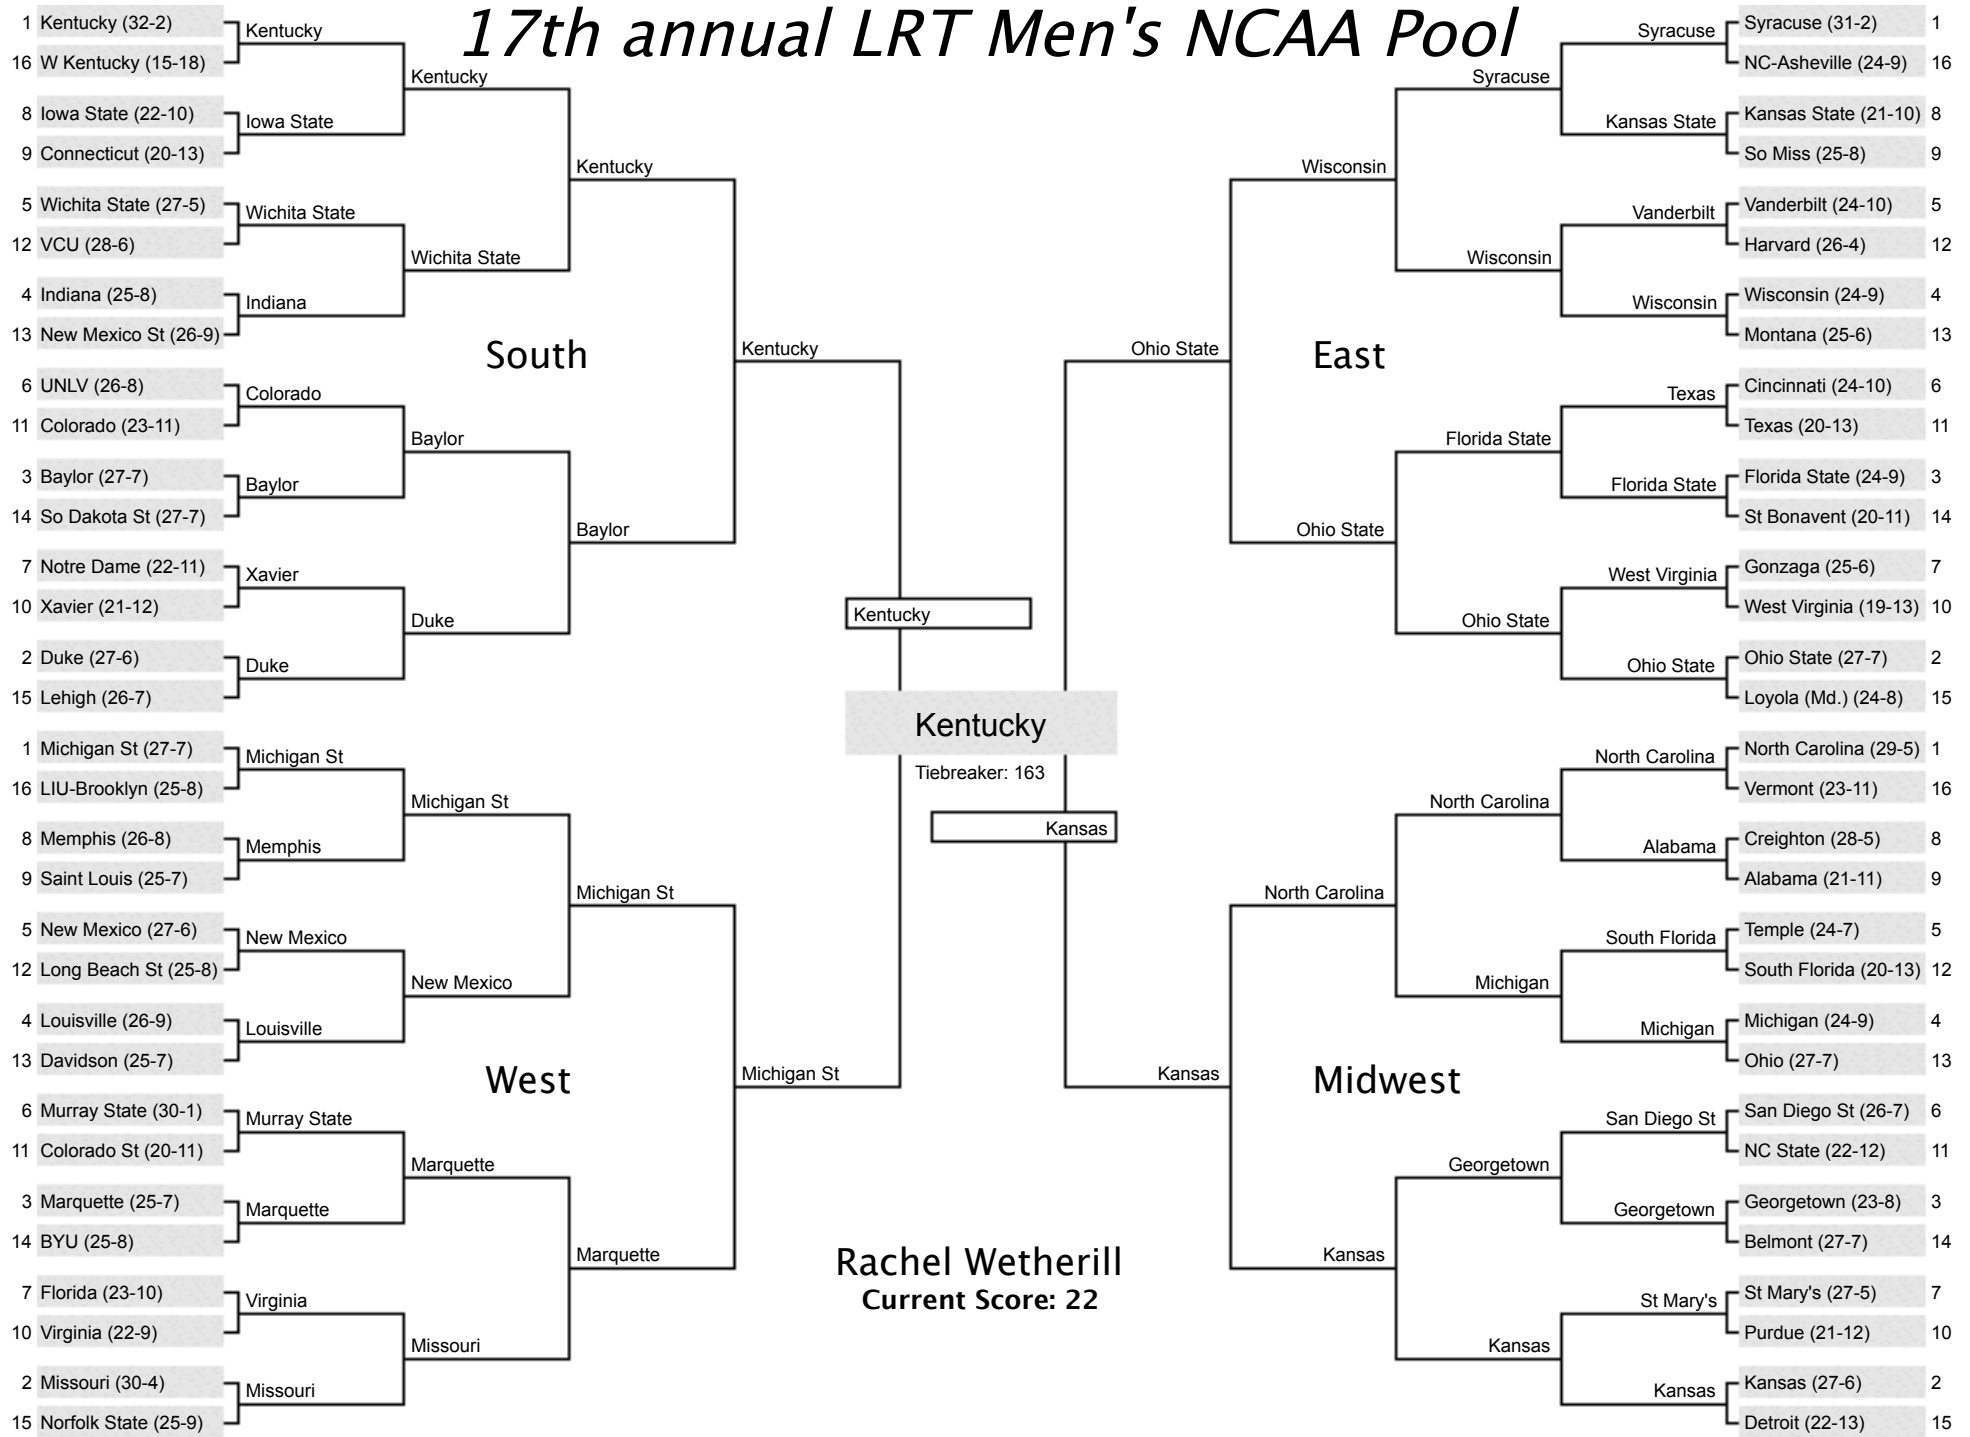 17th annual LRT Men's NCAA Pool
1 Kentucky (32-2)
16 W Kentucky (15-18)
8 Iowa State (22-10)
9 Connecticut (20-13)
5 Wichita State (27-5)
12 VCU (28-6)
4 Indiana (25-8)
13 New Mexico St (26-9)
6 UNLV (26-8)
11 Colorado (23-11)
3 Baylor (27-7)
14 So Dakota St (27-7)
7 Notre Dame (22-11)
10 Xavier (21-12)
2 Duke (27-6)
15 Lehigh (26-7)
Kentucky
Iowa State
Wichita State
Indiana
Colorado
Baylor
Xavier
Duke
Kentucky
Wichita State
Baylor
Duke
Kentucky
Baylor
Kentucky
South
1 Michigan St (27-7)
16 LIU-Brooklyn (25-8)
8 Memphis (26-8)
9 Saint Louis (25-7)
5 New Mexico (27-6)
12 Long Beach St (25-8)
4 Louisville (26-9)
13 Davidson (25-7)
6 Murray State (30-1)
11 Colorado St (20-11)
3 Marquette (25-7)
14 BYU (25-8)
7 Florida (23-10)
10 Virginia (22-9)
2 Missouri (30-4)
15 Norfolk State (25-9)
Michigan St
Memphis
New Mexico
Louisville
Murray State
Marquette
Virginia
Missouri
Michigan St
New Mexico
Marquette
Missouri
Michigan St
Marquette
Michigan St
West
Kentucky
Kentucky
Tiebreaker: 163
Kansas
Rachel Wetherill
Current Score: 22
Syracuse (31-2) 1
NC-Asheville (24-9) 16
Kansas State (21-10) 8
So Miss (25-8) 9
Vanderbilt (24-10) 5
Harvard (26-4) 12
Wisconsin (24-9) 4
Montana (25-6) 13
Cincinnati (24-10) 6
Texas (20-13) 11
Florida State (24-9) 3
St Bonavent (20-11) 14
Gonzaga (25-6) 7
West Virginia (19-13) 10
Ohio State (27-7) 2
Loyola (Md.) (24-8) 15
Syracuse
Kansas State
Vanderbilt
Wisconsin
Texas
Florida State
West Virginia
Ohio State
Syracuse
Wisconsin
Florida State
Ohio State
Wisconsin
Ohio State
Ohio State
East
North Carolina (29-5) 1
Vermont (23-11) 16
Creighton (28-5) 8
Alabama (21-11) 9
Temple (24-7) 5
South Florida (20-13) 12
Michigan (24-9) 4
Ohio (27-7) 13
San Diego St (26-7) 6
NC State (22-12) 11
Georgetown (23-8) 3
Belmont (27-7) 14
St Mary's (27-5) 7
Purdue (21-12) 10
Kansas (27-6) 2
Detroit (22-13) 15
North Carolina
Alabama
South Florida
Michigan
San Diego St
Georgetown
St Mary's
Kansas
North Carolina
Michigan
Georgetown
Kansas
North Carolina
Kansas
Kansas
Midwest